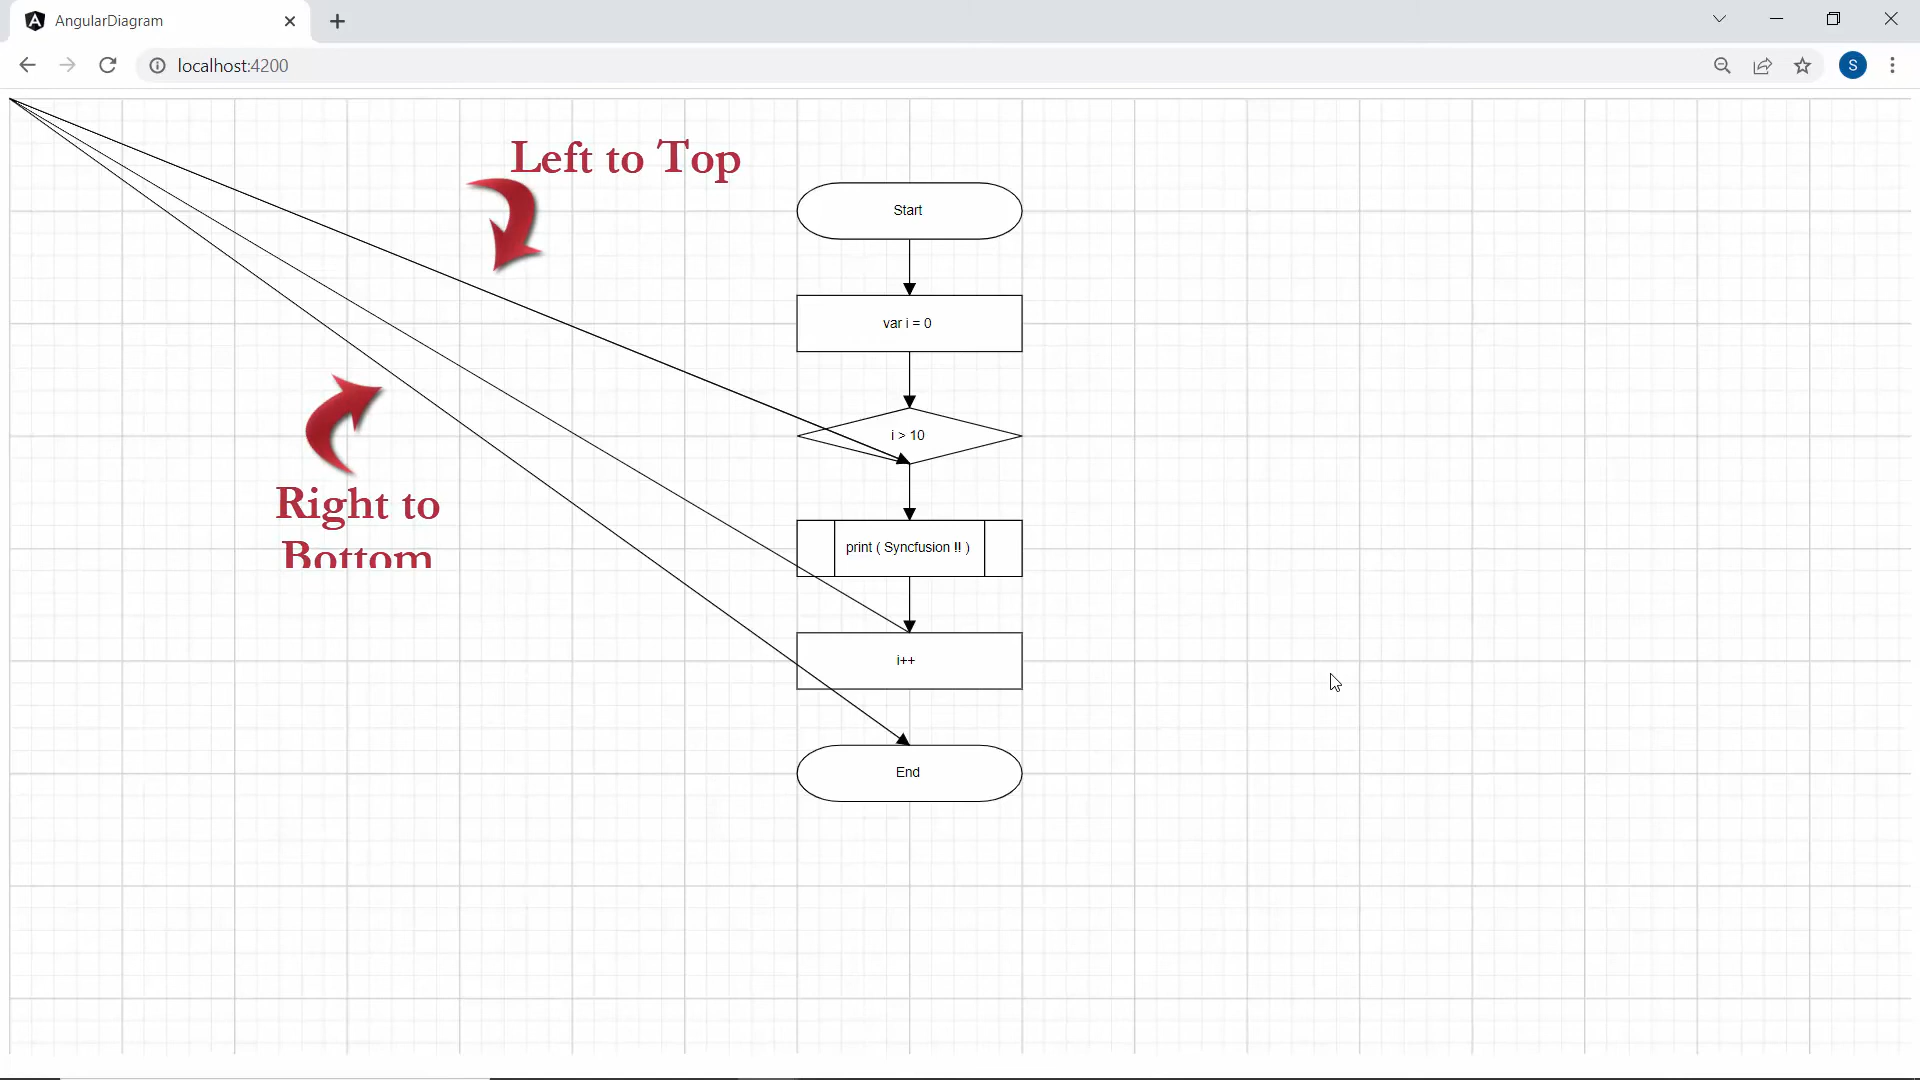 AngularDiagram
localhost:4200
S
Left to Top
Start
var i = 0
i > 10
Right to
Bottom
print ( Syncfusion !! )
i++
End